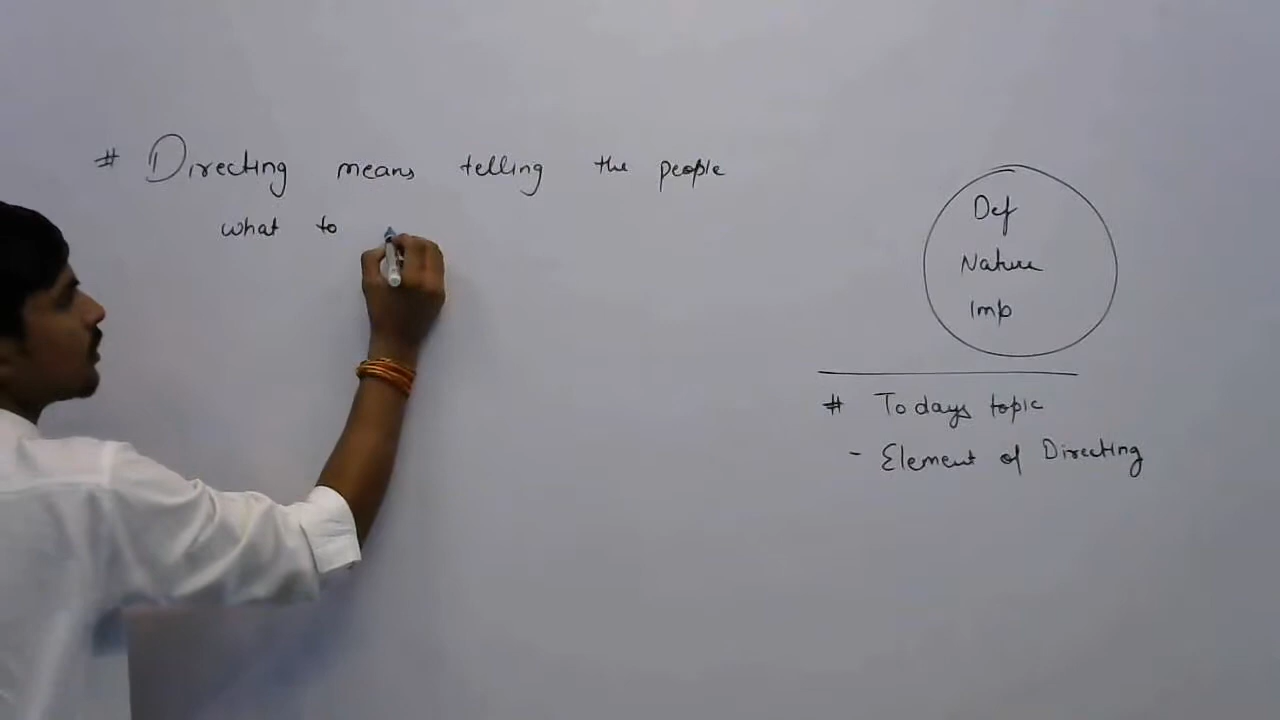 # Directing means telling the people
what to
Def
Nature
Imp
# Todays topic
- Element of Directing